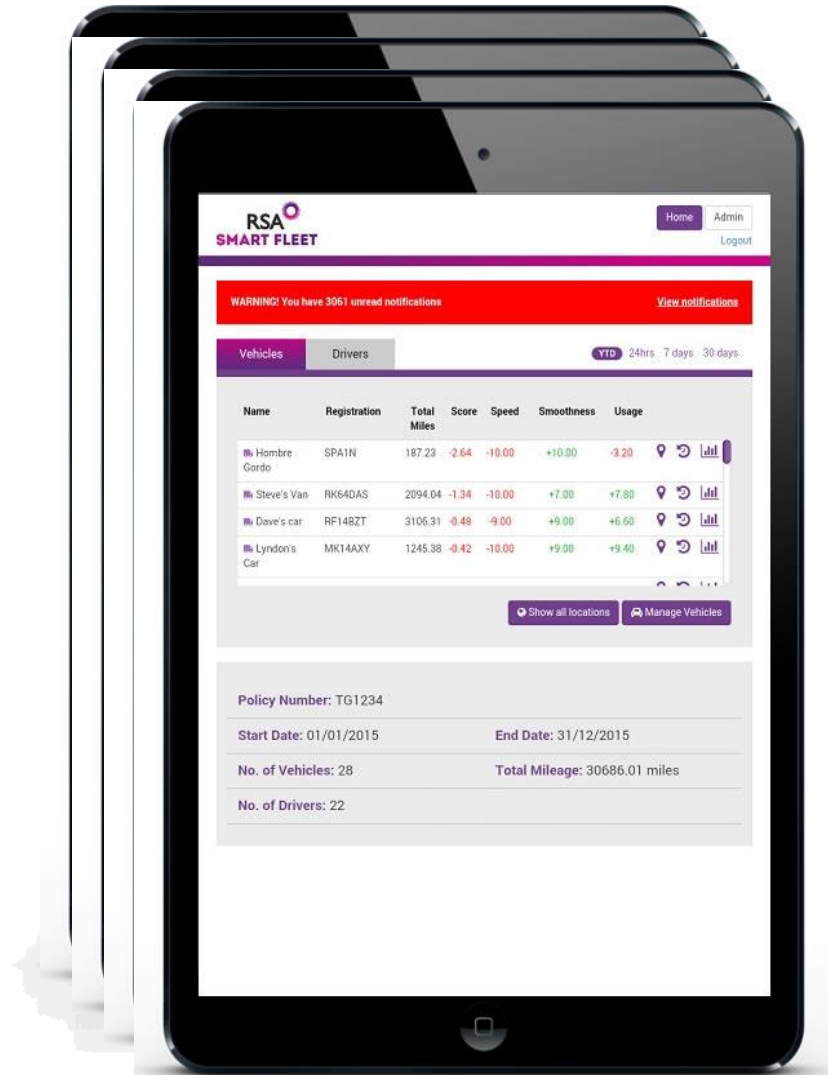 RSA
SMART FLEET
Home Admin
Logout
WARNING! You have 3061 unread notifications View notifications
Vehicles Drivers YTD 24hrs 7 days 30 days
Name Registration Total Miles Score Speed Smoothness Usage
Hombre Gordo SPA1N 187.23 -2.64 -10.00 +10.00 -3.20
Steve's Van RK64DAS 2094.04 -1.34 -10.00 +7.00 +7.80
Dave's car RF14BZT 3106.31 -0.48 -9.00 +9.00 +6.60
Lyndon's Car MK14AXY 1245.38 -0.42 -10.00 +9.00 +9.40
Show all locations Manage Vehicles
Policy Number: TG1234
Start Date: 01/01/2015 End Date: 31/12/2015
No. of Vehicles: 28 Total Mileage: 30686.01 miles
No. of Drivers: 22